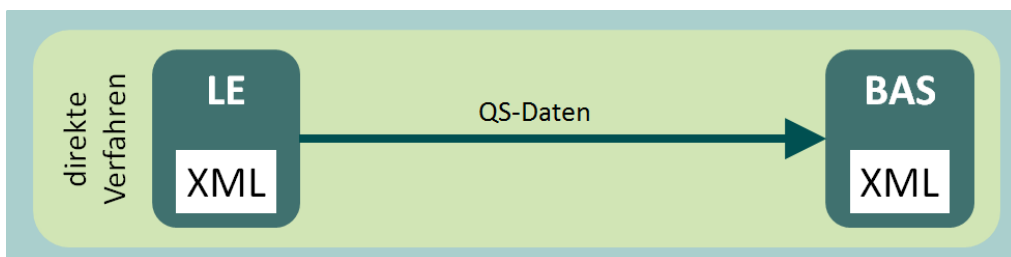 direkte
Verfahren
LE
XML
QS-Daten
BAS
XML